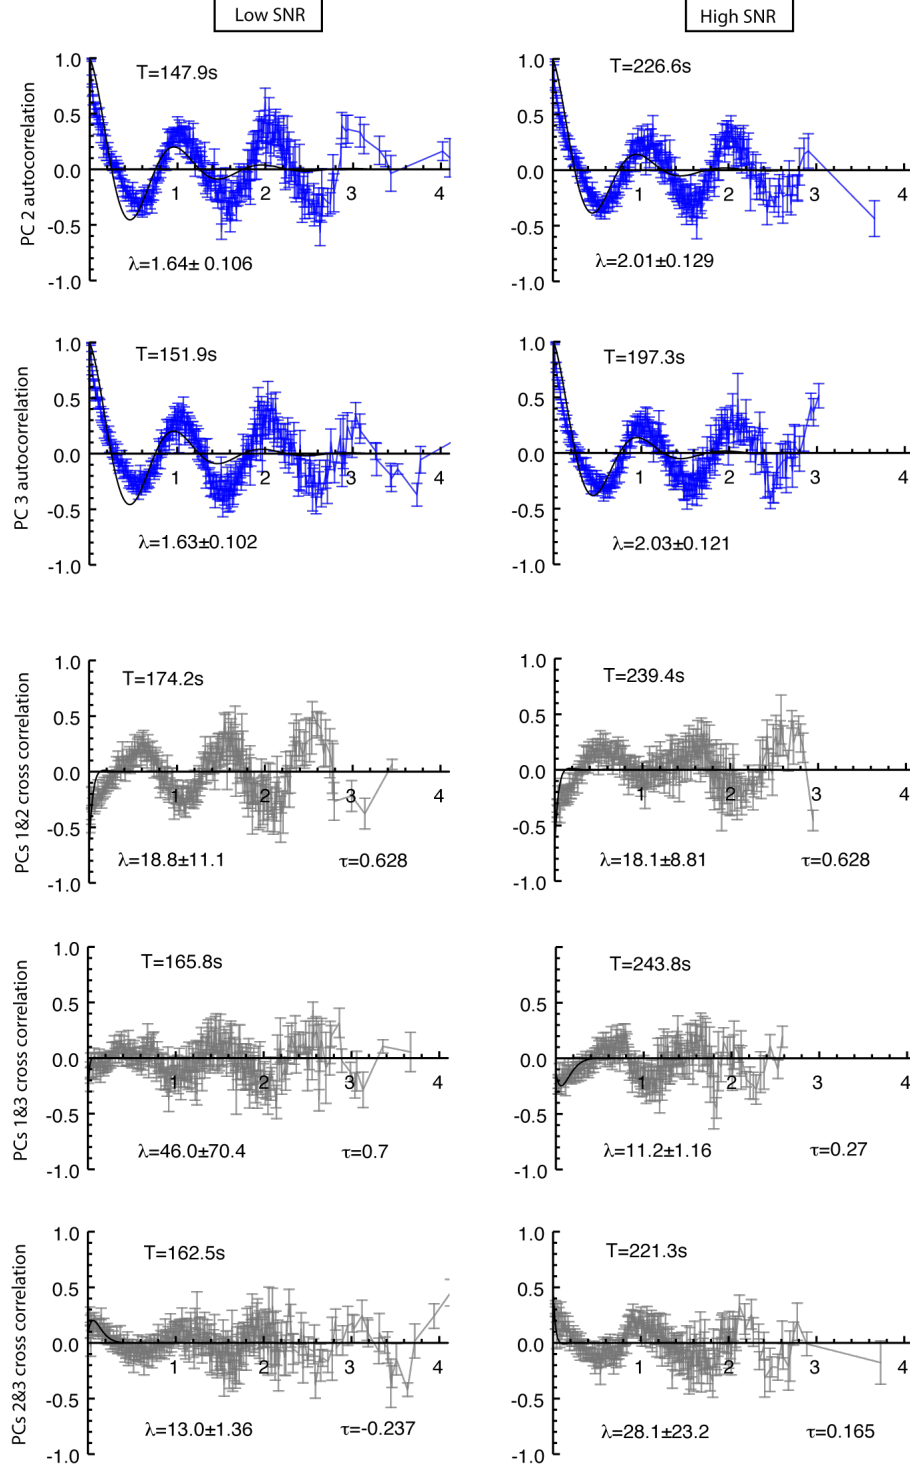 Low SNR
High SNR
PC 2 autocorrelation
1.0
0.5
0.0
-0.5
-1.0
T=147.9s
1 2 3 4
λ=1.64± 0.106
1.0
0.5
0.0
-0.5
-1.0
T=226.6s
1 2 3 4
λ=2.01±0.129
PC 3 autocorrelation
1.0
0.5
0.0
-0.5
-1.0
T=151.9s
1 2 3 4
λ=1.63±0.102
1.0
0.5
0.0
-0.5
-1.0
T=197.3s
1 2 3 4
λ=2.03±0.121
PCs 1&2 cross correlation
1.0
0.5
0.0
-0.5
-1.0
T=174.2s
1 2 3 4
λ=18.8±11.1 τ=0.628
1.0
0.5
0.0
-0.5
-1.0
T=239.4s
1 2 3 4
λ=18.1±8.81 τ=0.628
PCs 1&3 cross correlation
1.0
0.5
0.0
-0.5
-1.0
T=165.8s
1 2 3 4
λ=46.0±70.4 τ=0.7
1.0
0.5
0.0
-0.5
-1.0
T=243.8s
1 2 3 4
λ=11.2±1.16 τ=0.27
PCs 2&3 cross correlation
1.0
0.5
0.0
-0.5
-1.0
T=162.5s
1 2 3 4
λ=13.0±1.36 τ=-0.237
1.0
0.5
0.0
-0.5
-1.0
T=221.3s
1 2 3 4
λ=28.1±23.2 τ=0.165